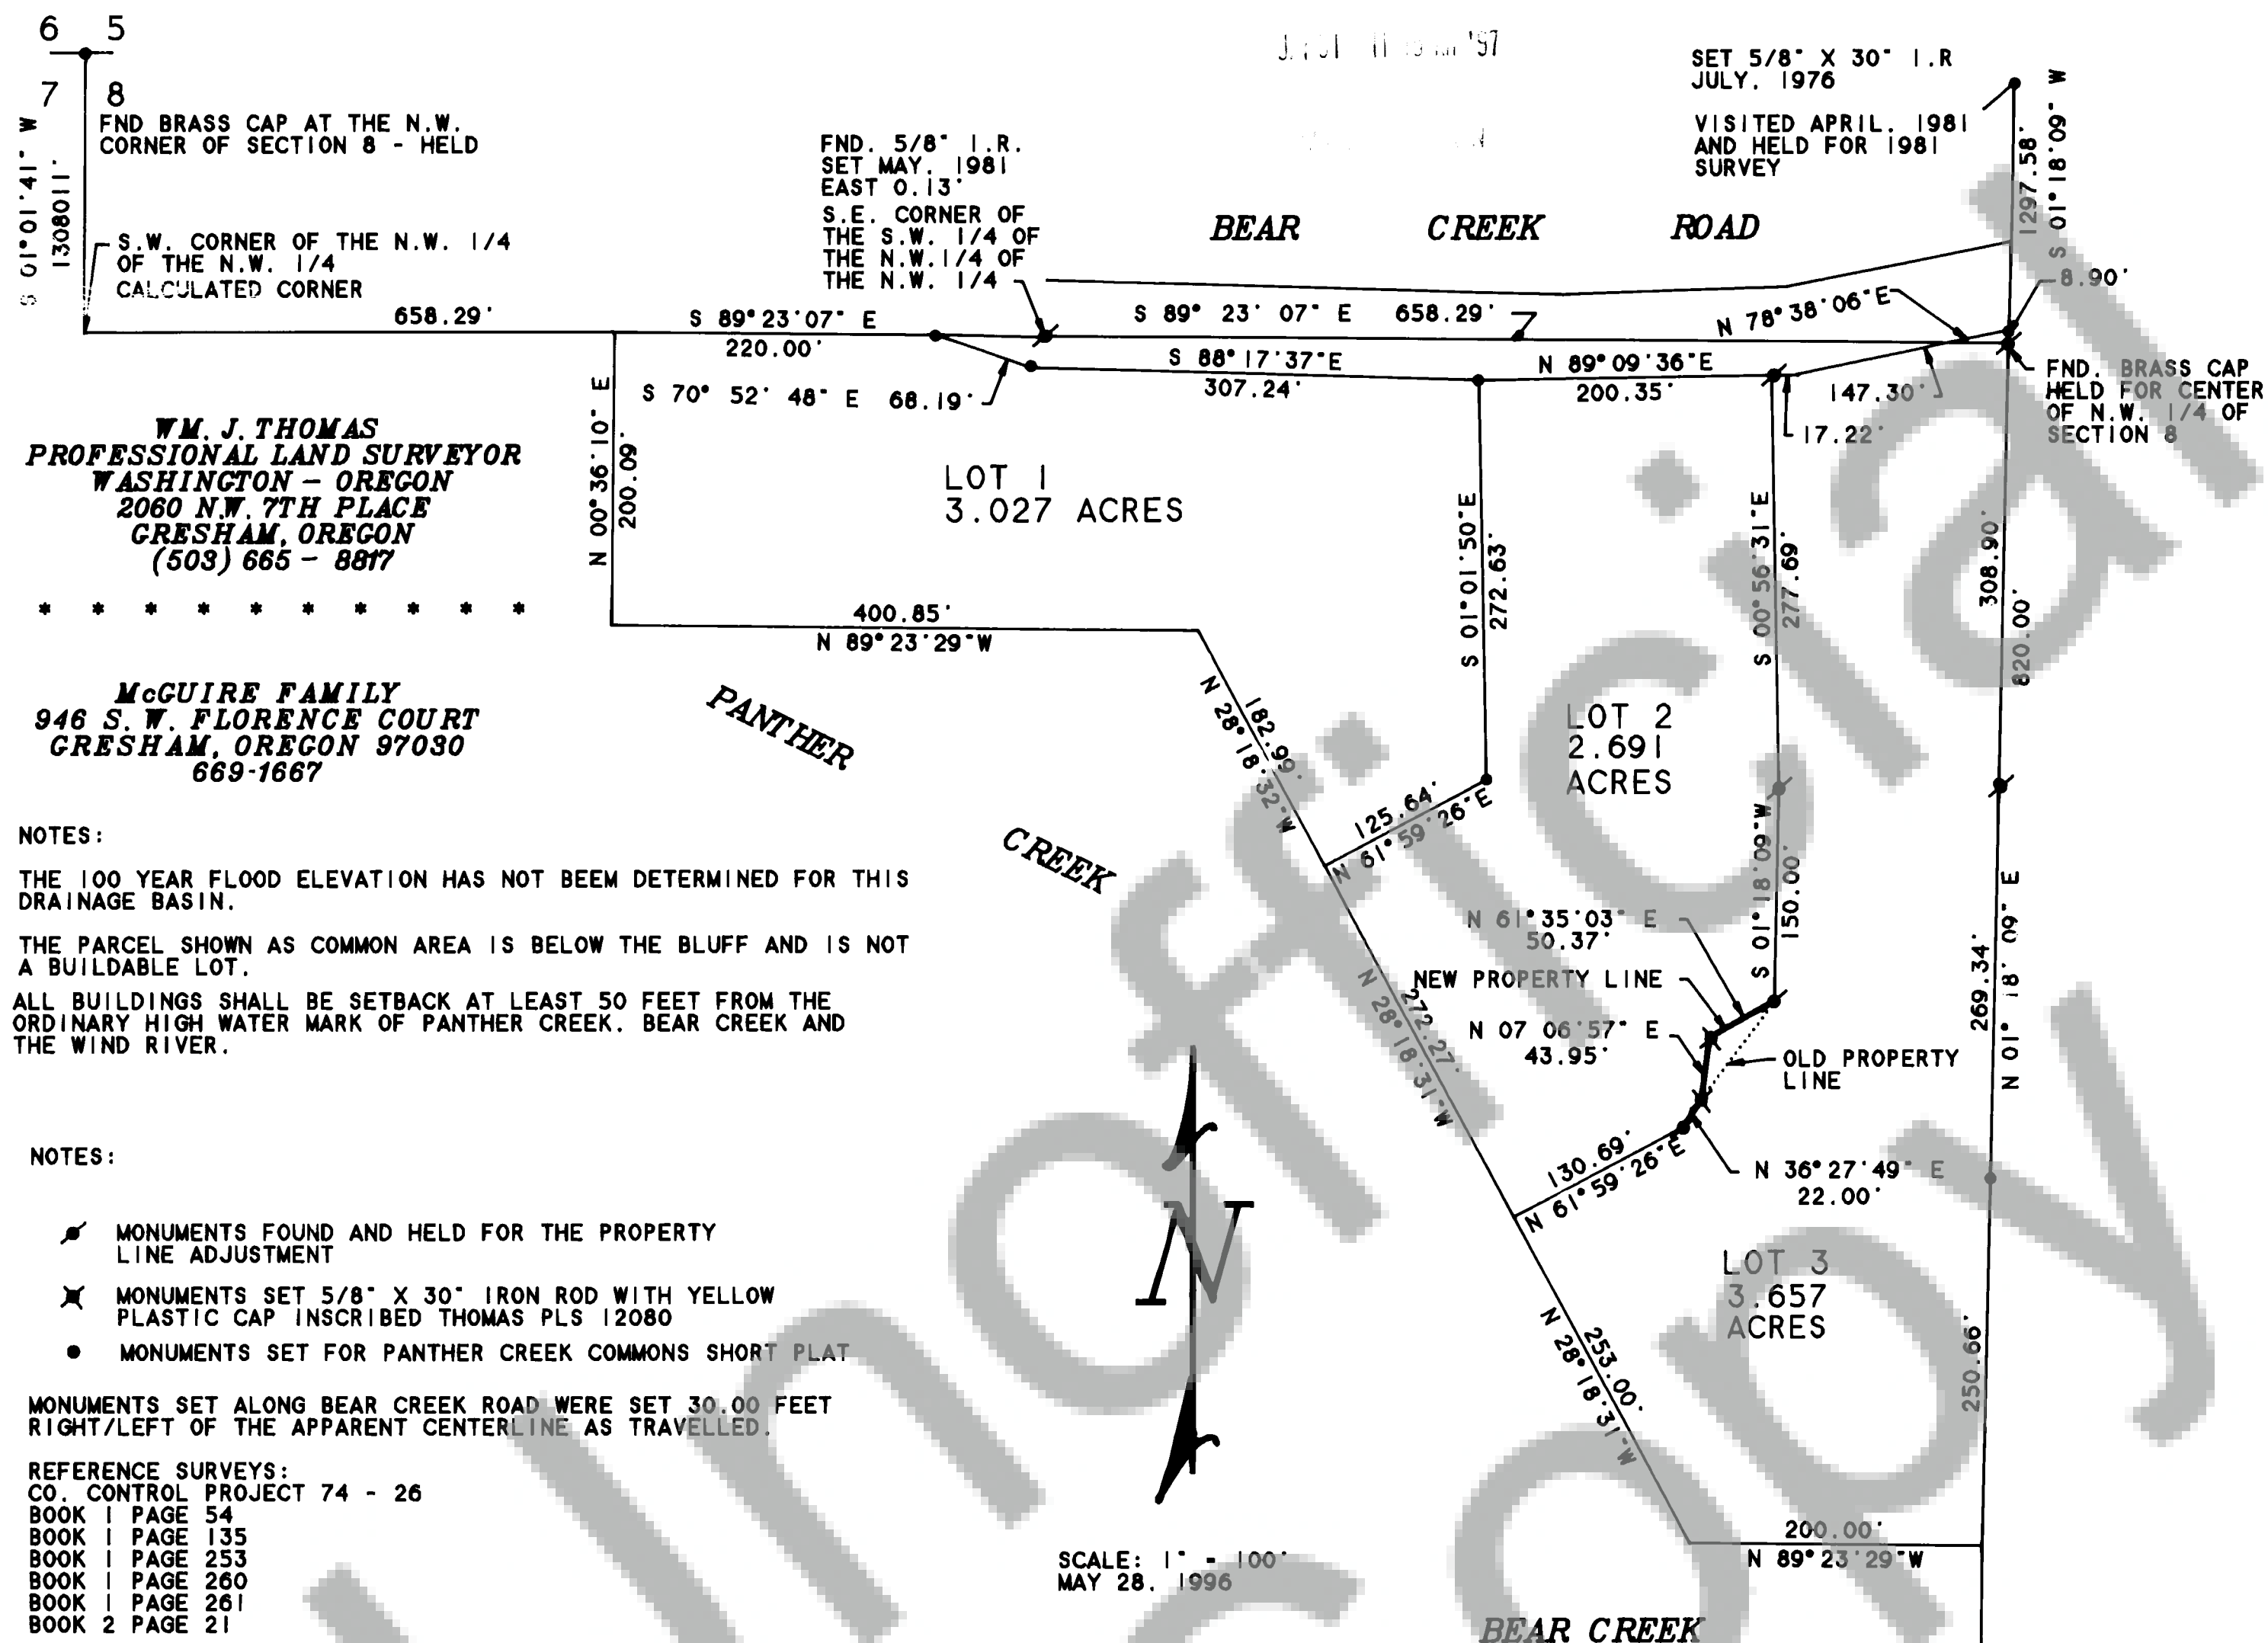 6 5
7 8
S 01°01'41" W
1308011'
FND BRASS CAP AT THE N.W.
CORNER OF SECTION 8 - HELD
S.W. CORNER OF THE N.W. 1/4
OF THE N.W. 1/4
CALCULATED CORNER
658.29'
FND. 5/8" I.R.
SET MAY, 1981
EAST 0.13'
S.E. CORNER OF
THE S.W. 1/4 OF
THE N.W. 1/4 OF
THE N.W. 1/4
'97
BEAR CREEK ROAD
SET 5/8" X 30" I.R
JULY, 1976
VISITED APRIL, 1981
AND HELD FOR 1981
SURVEY
1297.58'
S 01°18'09" W
8.90'
S 89°23'07" E
220.00'
S 89° 23' 07" E 658.29'
N 78°38'06"E
S 70° 52' 48" E 68.19'
S 88°17'37"E
307.24'
N 89°09'36"E
200.35'
147.30'
17.22'
FND. BRASS CAP
HELD FOR CENTER
OF N.W. 1/4 OF
SECTION 8
N 00°36'10" E
200.09'
WM. J. THOMAS
PROFESSIONAL LAND SURVEYOR
WASHINGTON - OREGON
2060 N.W. 7TH PLACE
GRESHAM, OREGON
(503) 665 - 8817
* * * * * * * * * *
McGUIRE FAMILY
946 S. W. FLORENCE COURT
GRESHAM, OREGON 97030
669-1667
LOT 1
3.027 ACRES
400.85'
N 89°23'29"W
S 01°01'50"E
272.63'
S 00°56'31"E
277.69'
308.90'
820.00'
PANTHER
CREEK
182.99'
N 28°18'32"W
LOT 2
2.691
ACRES
125.64'
N 61°59'26"E
S 01°18'09"W
150.00'
N 61°35'03" E
50.37'
NEW PROPERTY LINE
N 07 06'57" E
43.95'
OLD PROPERTY
LINE
272.27'
N 28°18'31"W
269.34'
N 01° 18' 09" E
130.69'
N 61°59'26"E
N 36°27'49" E
22.00'
LOT 3
3.657
ACRES
253.00'
N 28°18'31"W
250.66'
200.00'
N 89°23'29"W
BEAR CREEK
NOTES:
THE 100 YEAR FLOOD ELEVATION HAS NOT BEEM DETERMINED FOR THIS
DRAINAGE BASIN.
THE PARCEL SHOWN AS COMMON AREA IS BELOW THE BLUFF AND IS NOT
A BUILDABLE LOT.
ALL BUILDINGS SHALL BE SETBACK AT LEAST 50 FEET FROM THE
ORDINARY HIGH WATER MARK OF PANTHER CREEK, BEAR CREEK AND
THE WIND RIVER.
NOTES:
MONUMENTS FOUND AND HELD FOR THE PROPERTY
LINE ADJUSTMENT
MONUMENTS SET 5/8" X 30" IRON ROD WITH YELLOW
PLASTIC CAP INSCRIBED THOMAS PLS 12080
MONUMENTS SET FOR PANTHER CREEK COMMONS SHORT PLAT
MONUMENTS SET ALONG BEAR CREEK ROAD WERE SET 30.00 FEET
RIGHT/LEFT OF THE APPARENT CENTERLINE AS TRAVELLED.
REFERENCE SURVEYS:
CO. CONTROL PROJECT 74 - 26
BOOK 1 PAGE 54
BOOK 1 PAGE 135
BOOK 1 PAGE 253
BOOK 1 PAGE 260
BOOK 1 PAGE 261
BOOK 2 PAGE 21
N
SCALE: 1" - 100'
MAY 28, 1996
Unofficial
Copy